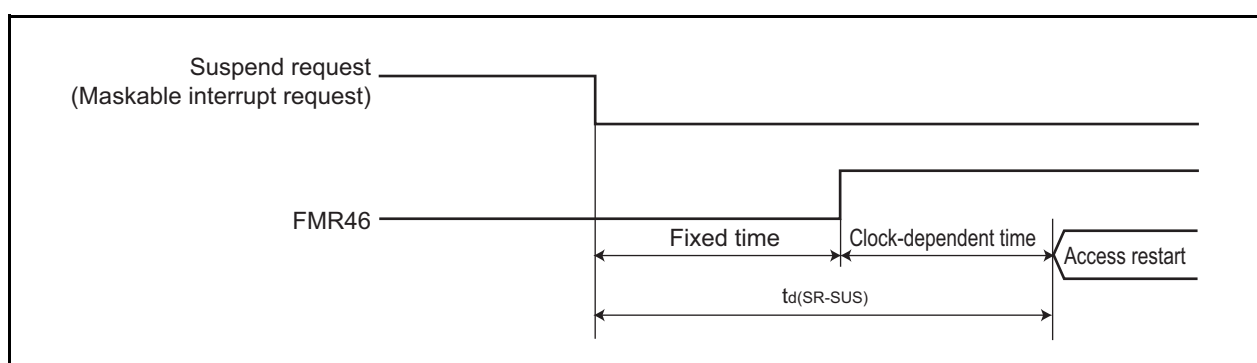 Suspend request
(Maskable interrupt request)
FMR46
Fixed time
Clock-dependent time
Access restart
td(SR-SUS)